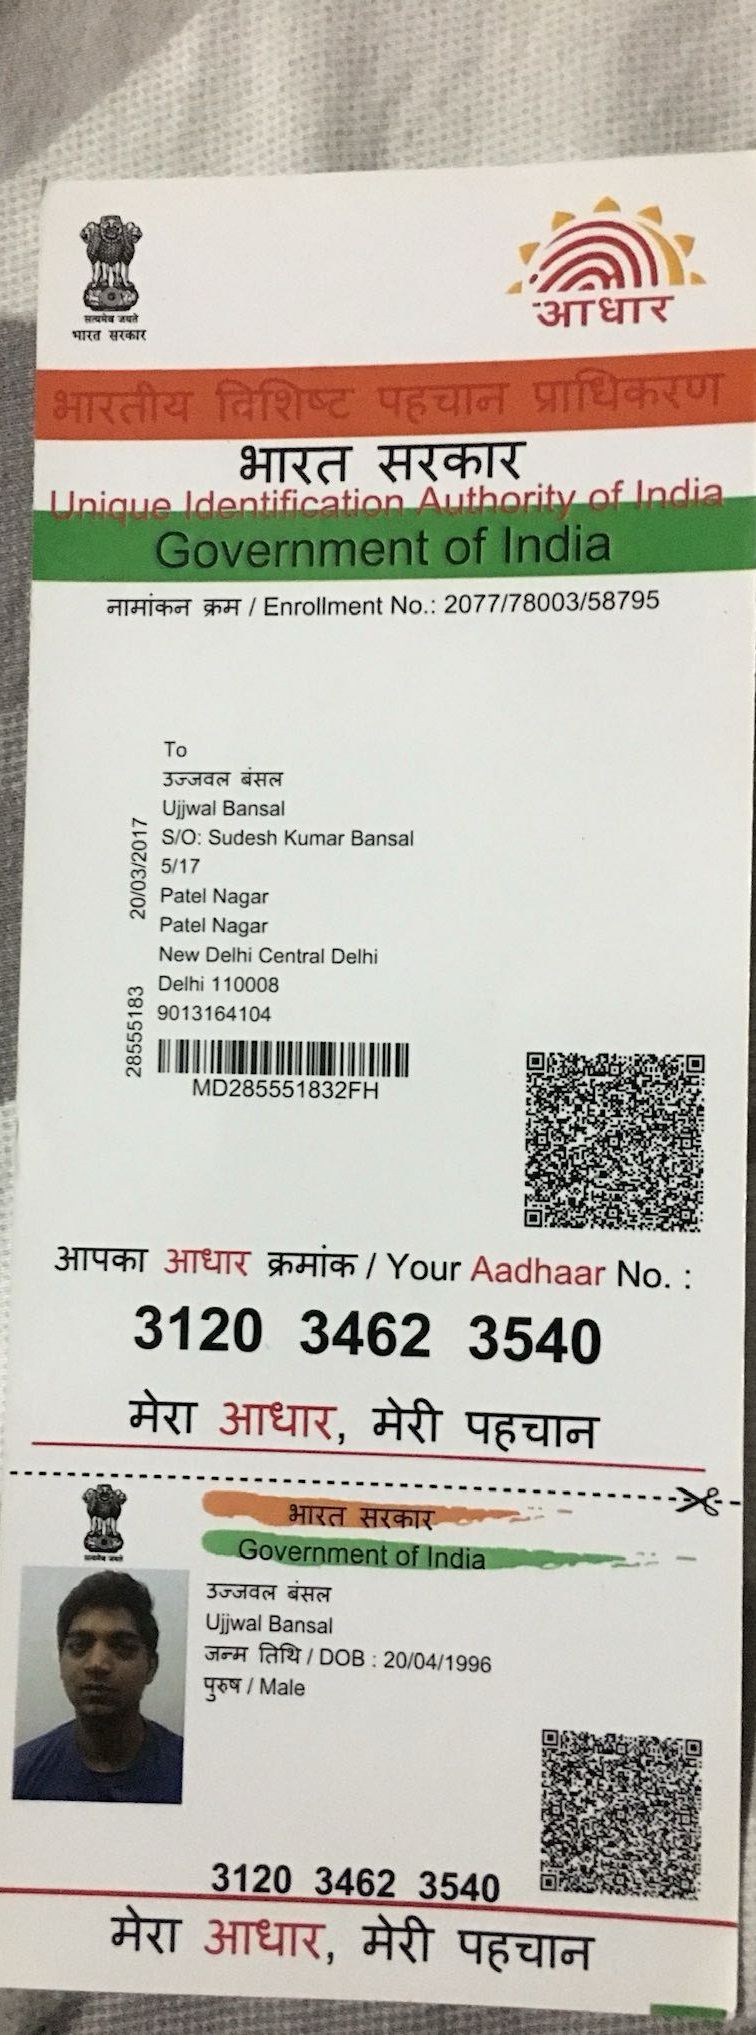 सत्यमेव जयते
भारत सरकार
आधार
भारतीय विशिष्ट पहचान प्राधिकरण
भारत सरकार
Unique Identification Authority of India
Government of India
नामांकन क्रम / Enrollment No.: 2077/78003/58795
To
उज्जवल बंसल
Ujjwal Bansal
S/O: Sudesh Kumar Bansal
5/17
Patel Nagar
Patel Nagar
New Delhi Central Delhi
Delhi 110008
9013164104
20/03/2017
28555183
MD285551832FH
आपका आधार क्रमांक / Your Aadhaar No. :
3120 3462 3540
मेरा आधार, मेरी पहचान
सत्यमेव जयते
भारत सरकार
Government of India
उज्जवल बंसल
Ujjwal Bansal
जन्म तिथि / DOB : 20/04/1996
पुरुष / Male
3120 3462 3540
मेरा आधार, मेरी पहचान